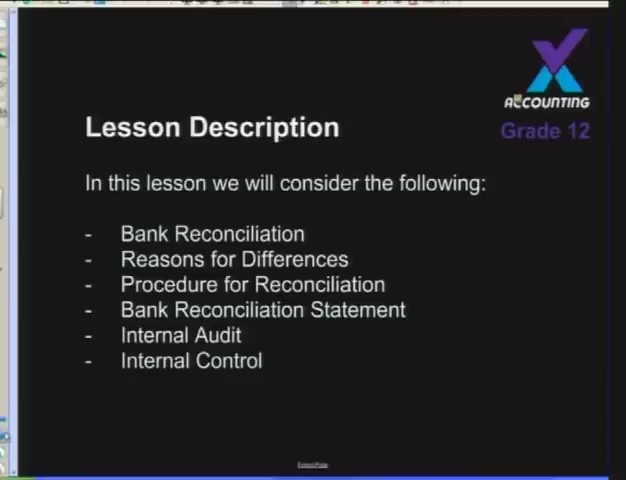 ACCOUNTING
Grade 12
Lesson Description
In this lesson we will consider the following:
- Bank Reconciliation
- Reasons for Differences
- Procedure for Reconciliation
- Bank Reconciliation Statement
- Internal Audit
- Internal Control